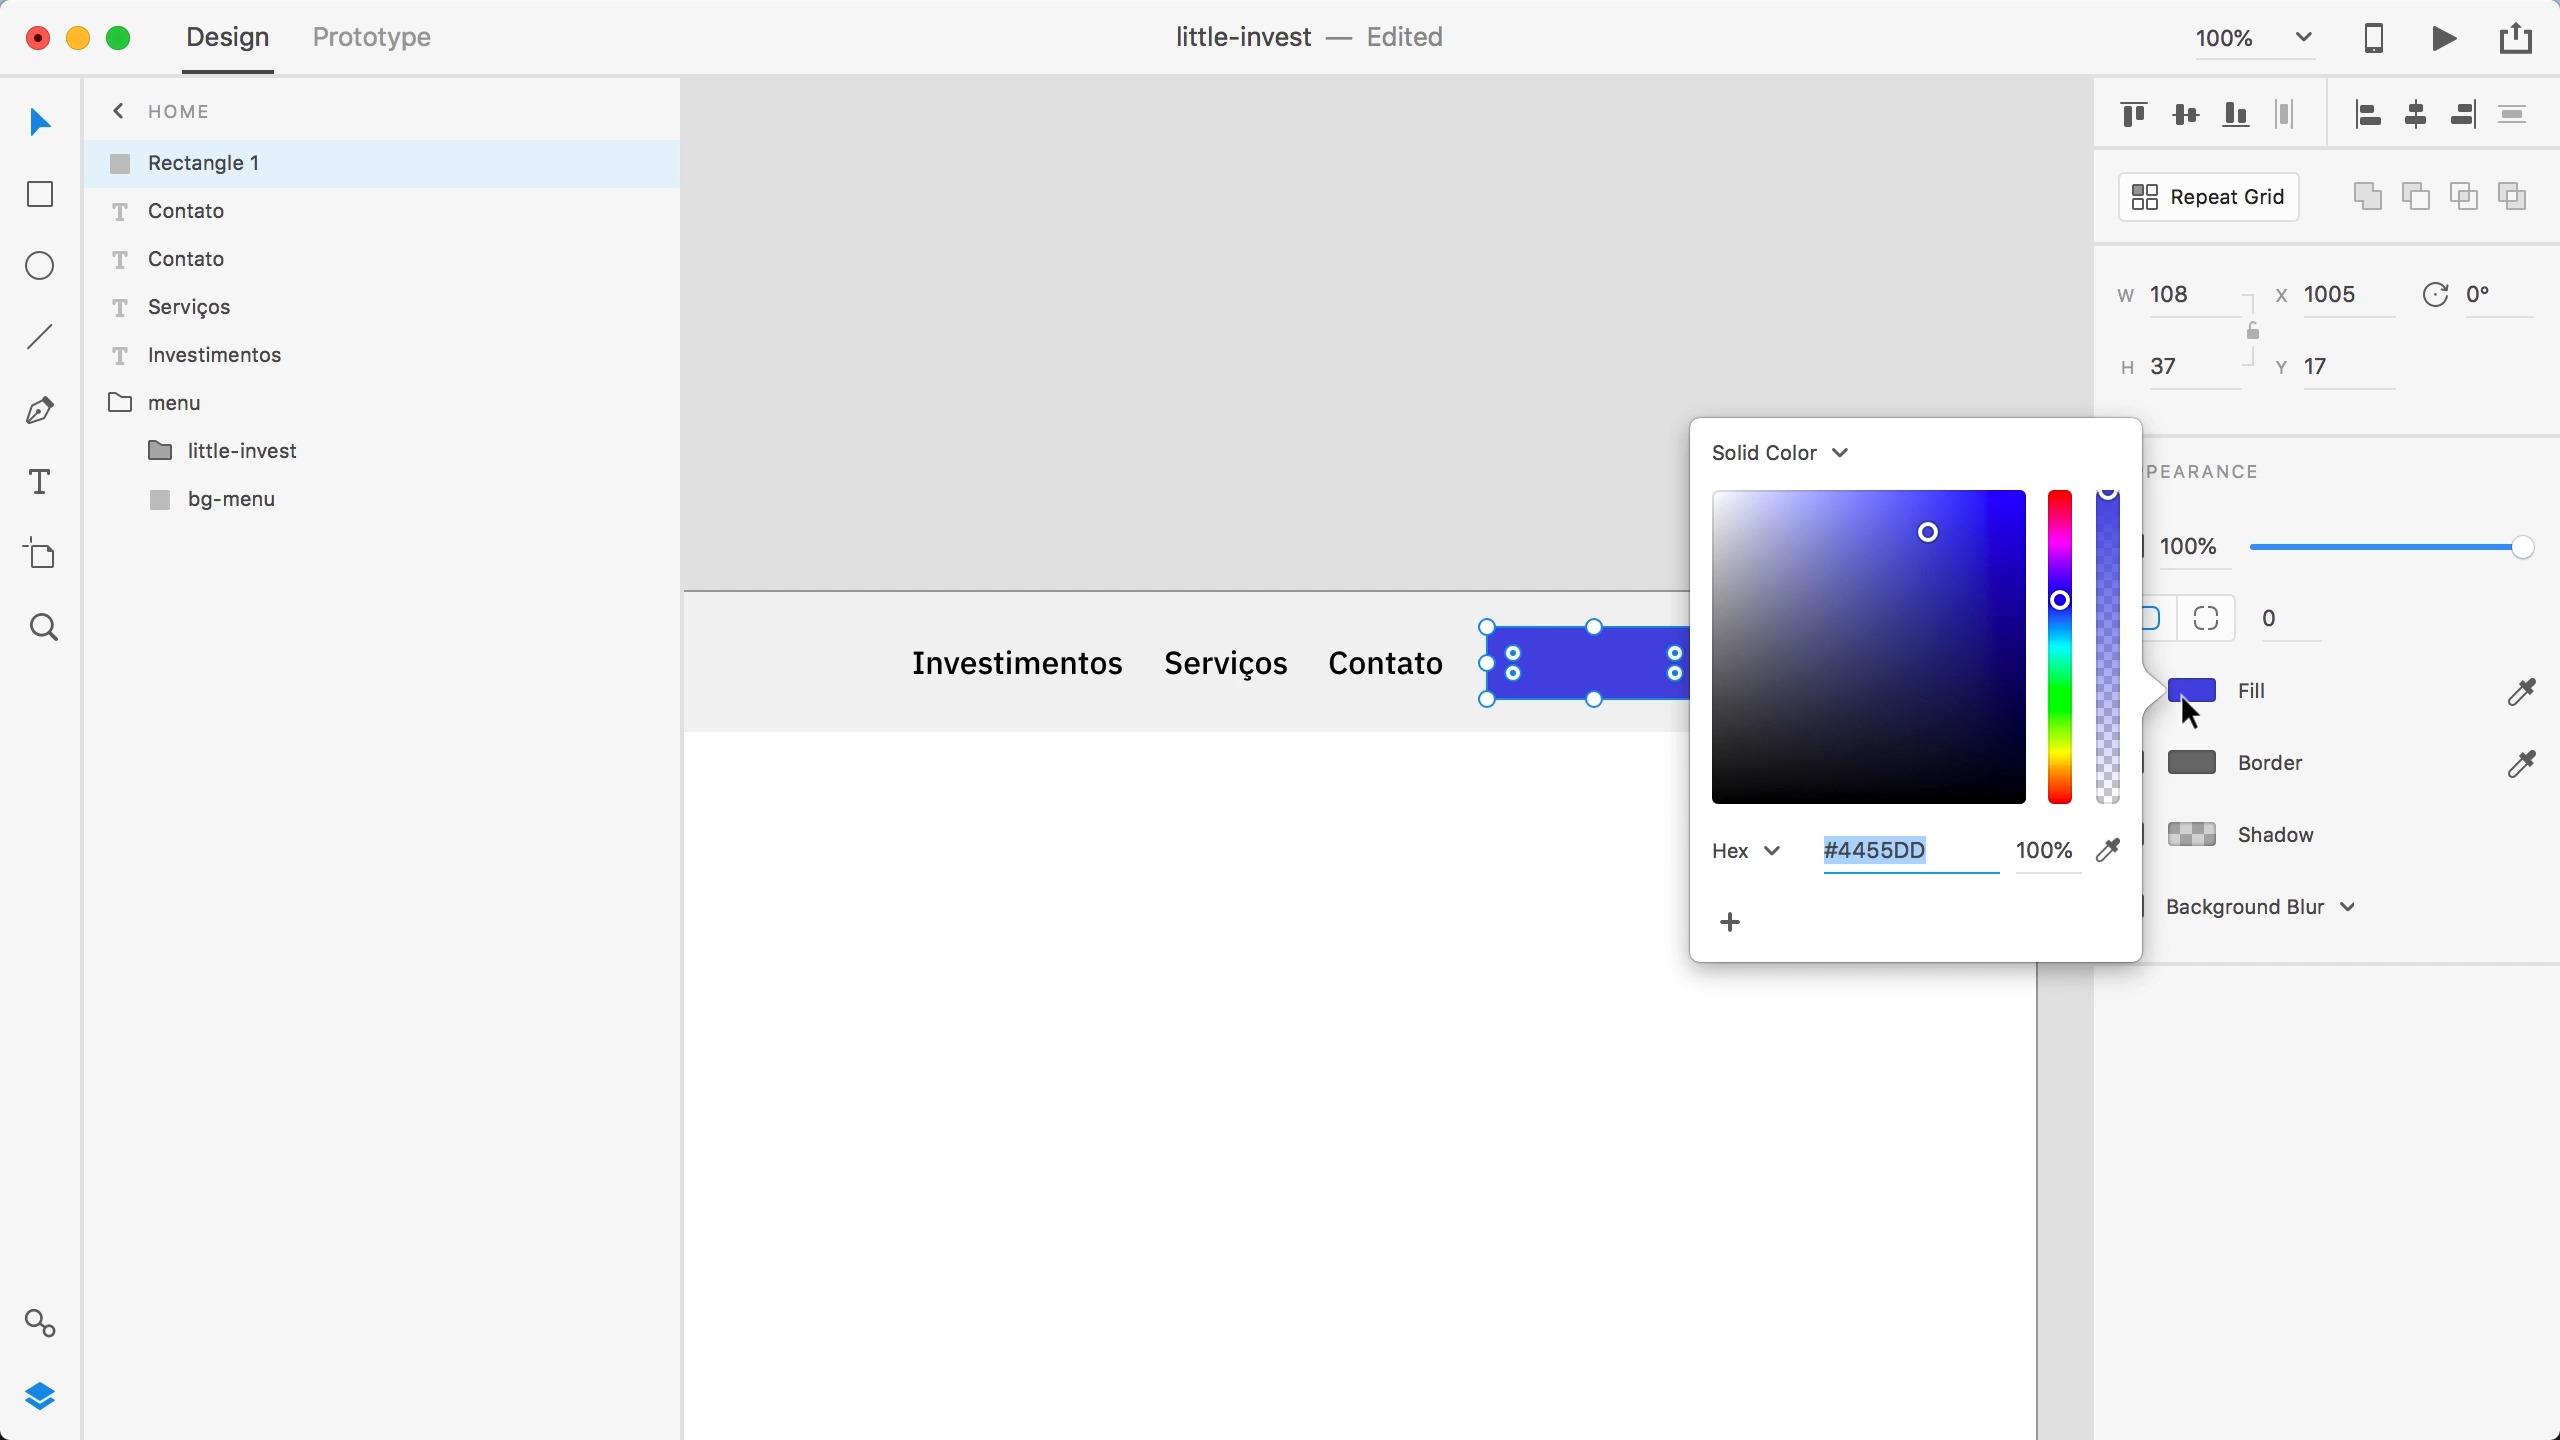 Design Prototype little-invest — Edited 100%
HOME
Rectangle 1
Contato
Contato
Serviços
Investimentos
menu
little-invest
bg-menu
Investimentos Serviços Contato
Repeat Grid
W 108 X 1005 0°
H 37 Y 17
PEARANCE
100%
0
Fill
Border
Shadow
Background Blur
Solid Color
Hex #4455DD 100%